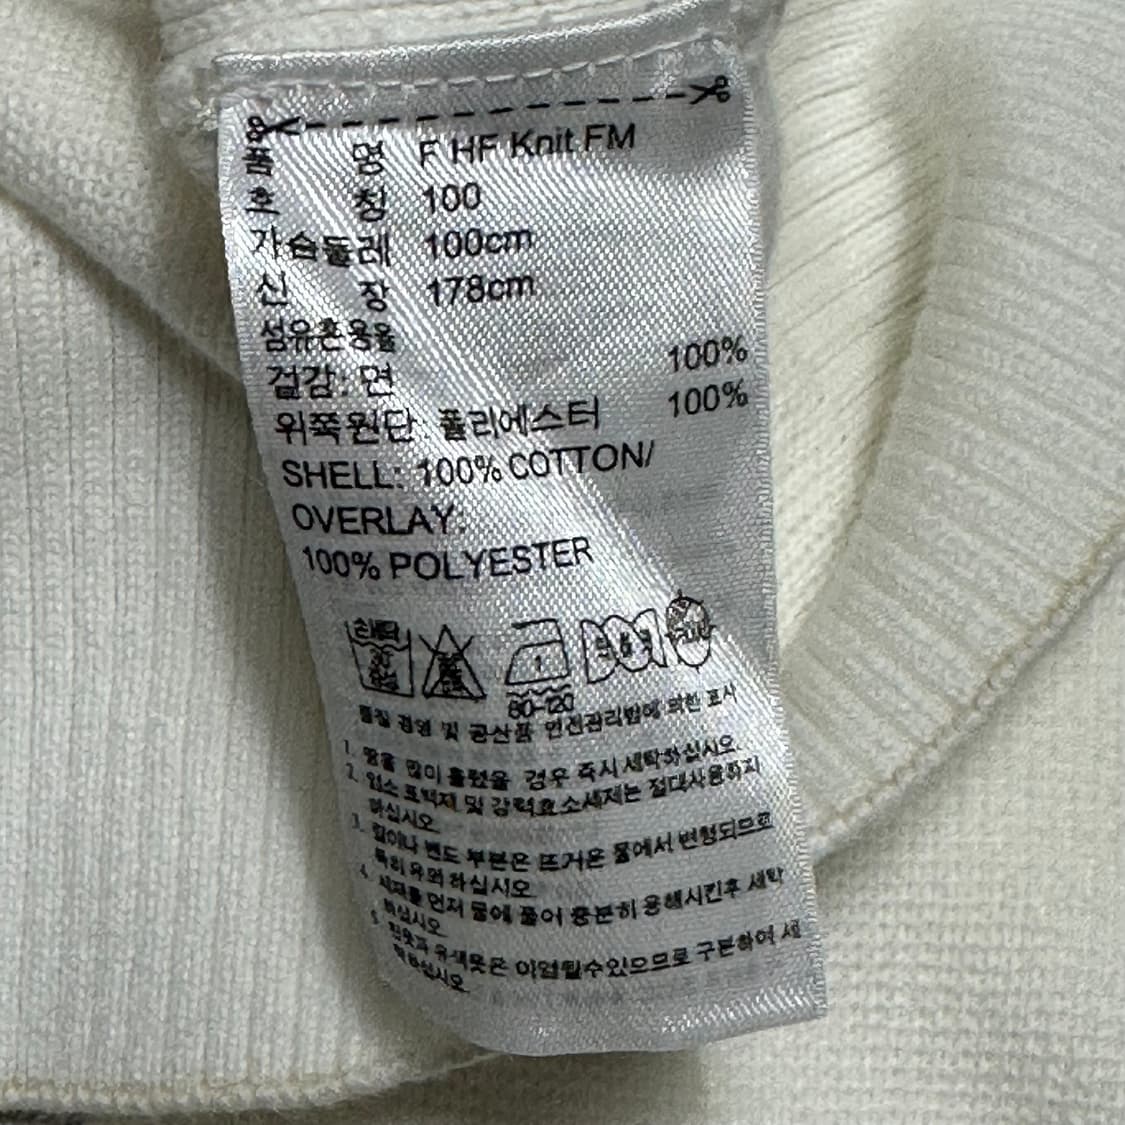 품 명 F HF Knit FM
호 칭 100
가슴둘레 100cm
신 장 178cm
섬유혼용율
겉감: 면 100%
위쪽원단: 폴리에스터 100%
SHELL: 100% COTTON/
OVERLAY:
100% POLYESTER
손세탁
80-120
품질 경영 및 공산품 안전관리법에 의한 표시
1. 땀을 많이 흘렸을 경우 즉시 세탁하십시오.
2. 염소 표백제 및 강력효소세제는 절대사용하지
마십시오
3. 칼이나 밴드 부분은 뜨거운 물에서 변형되므로
특히 유의 하십시오
4. 세제를 먼저 물에 풀어 충분히 용해시킨후 세탁
하십시오
5. 흰옷과 유색옷은 이염될수있으므로 구분하여 세
탁하십시오